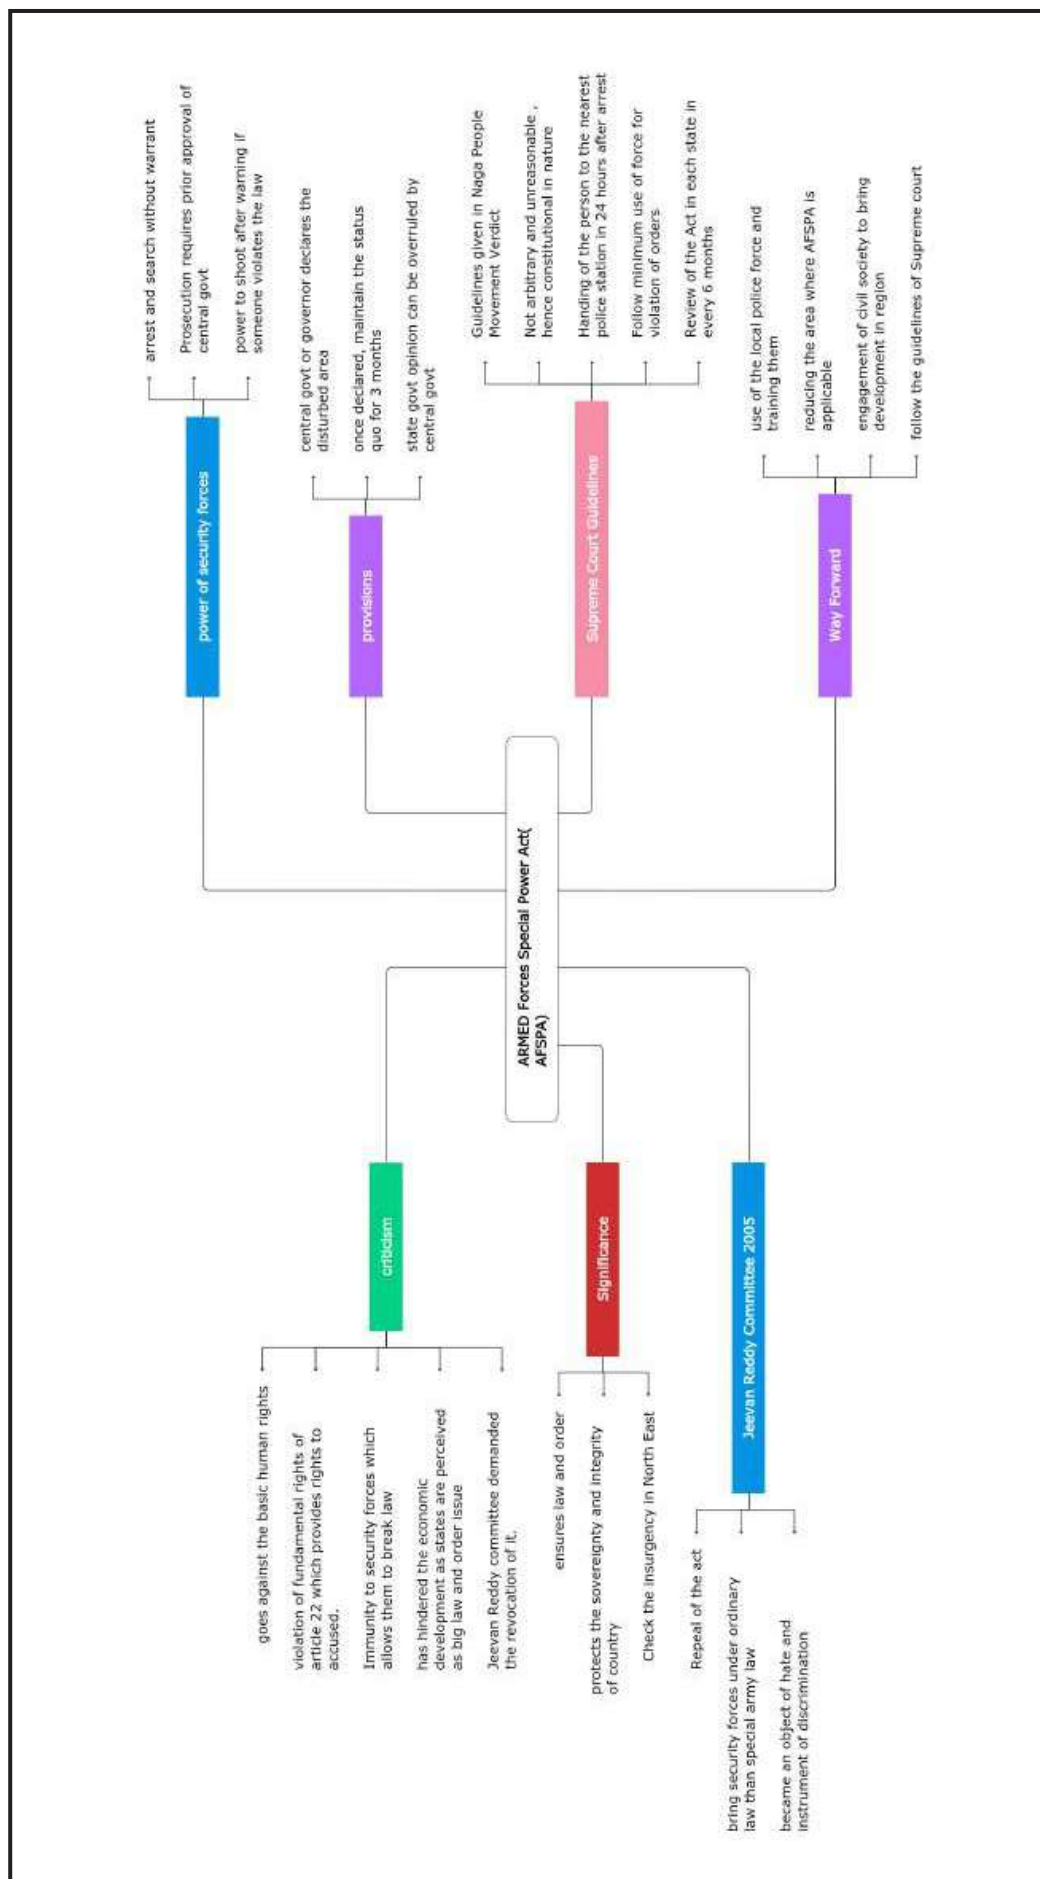 ARMED Forces Special Power Act(
AFSPA)
power of security forces
arrest and search without warrant
Prosecution requires prior approval of
central govt
power to shoot after warning if
someone violates the law
provisions
central govt or governor declares the
disturbed area
once declared, maintain the status
quo for 3 months
state govt opinion can be overruled by
central govt
Supreme Court Guidelines
Guidelines given in Naga People
Movement Verdict
Not arbitrary and unreasonable ,
hence constitutional in nature
Handing of the person to the nearest
police station in 24 hours after arrest
Follow minimum use of force for
violation of orders
Review of the Act in each state in
every 6 months
Way Forward
use of the local police force and
training them
reducing the area where AFSPA is
applicable
engagement of civil society to bring
development in region
follow the guidelines of Supreme court
criticism
goes against the basic human rights
violation of fundamental rights of
article 22 which provides rights to
accused.
Immunity to security forces which
allows them to break law
has hindered the economic
development as states are perceived
as big law and order issue
Jeevan Reddy committee demanded
the revocation of it.
Significance
ensures law and order
protects the sovereignty and integrity
of country
Check the insurgency in North East
Jeevan Reddy Committee 2005
Repeal of the act
bring security forces under ordinary
law than special army law
became an object of hate and
instrument of discrimination